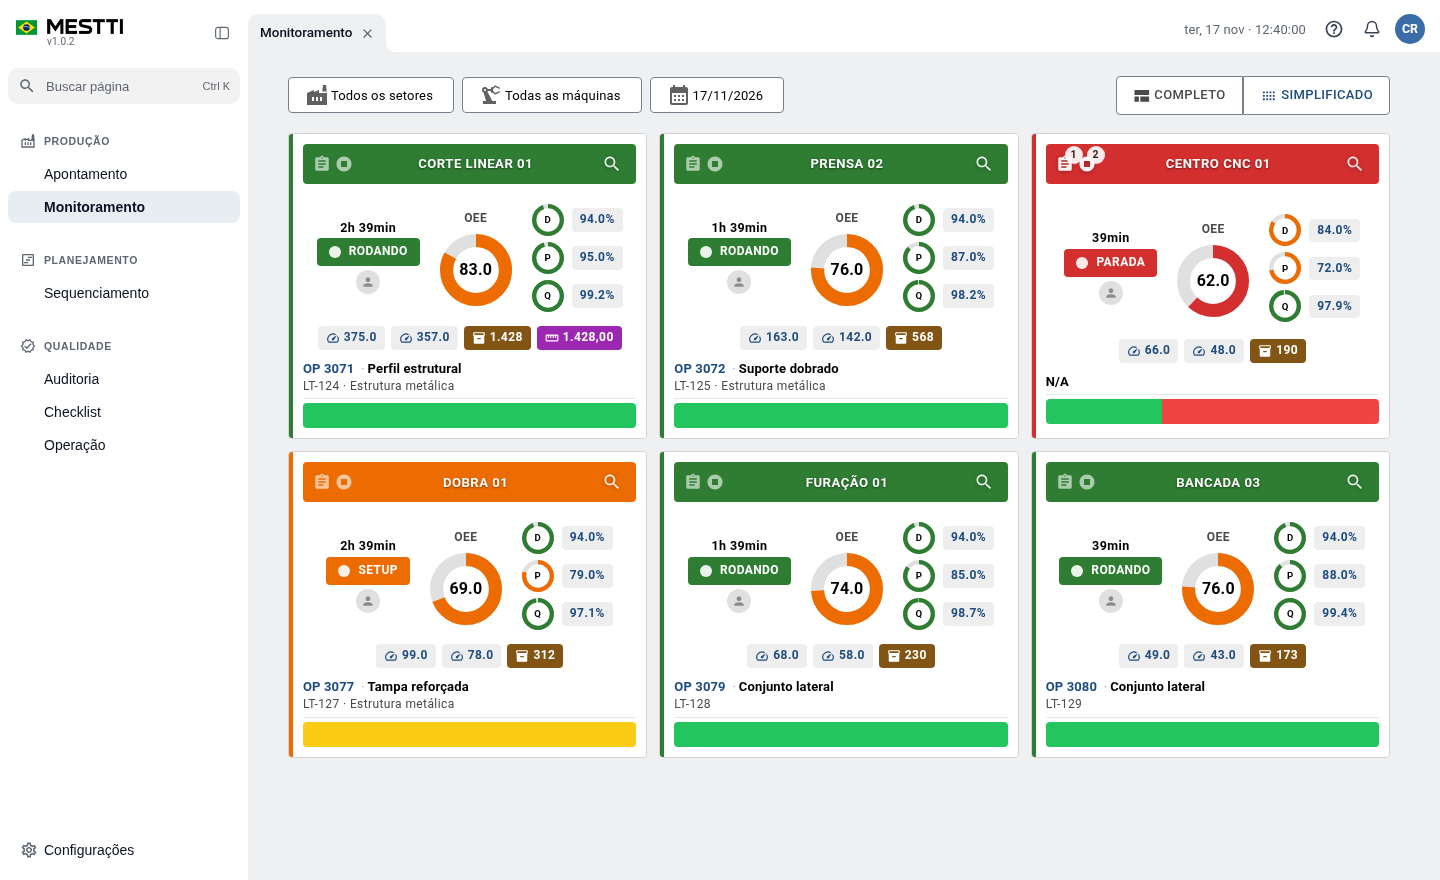 MESTTI
v1.0.2
Buscar página
Ctrl K
PRODUÇÃO
Apontamento
Monitoramento
PLANEJAMENTO
Sequenciamento
QUALIDADE
Auditoria
Checklist
Operação
Configurações
Monitoramento
ter, 17 nov · 12:40:00
CR
Todos os setores
Todas as máquinas
17/11/2026
COMPLETO
SIMPLIFICADO
CORTE LINEAR 01
2h 39min
RODANDO
OEE
83.0
D
94.0%
P
95.0%
Q
99.2%
375.0
357.0
1.428
1.428,00
OP 3071 · Perfil estrutural
LT-124 · Estrutura metálica
PRENSA 02
1h 39min
RODANDO
OEE
76.0
D
94.0%
P
87.0%
Q
98.2%
163.0
142.0
568
OP 3072 · Suporte dobrado
LT-125 · Estrutura metálica
1
2
CENTRO CNC 01
39min
PARADA
OEE
62.0
D
84.0%
P
72.0%
Q
97.9%
66.0
48.0
190
N/A
DOBRA 01
2h 39min
SETUP
OEE
69.0
D
94.0%
P
79.0%
Q
97.1%
99.0
78.0
312
OP 3077 · Tampa reforçada
LT-127 · Estrutura metálica
FURAÇÃO 01
1h 39min
RODANDO
OEE
74.0
D
94.0%
P
85.0%
Q
98.7%
68.0
58.0
230
OP 3079 · Conjunto lateral
LT-128
BANCADA 03
39min
RODANDO
OEE
76.0
D
94.0%
P
88.0%
Q
99.4%
49.0
43.0
173
OP 3080 · Conjunto lateral
LT-129